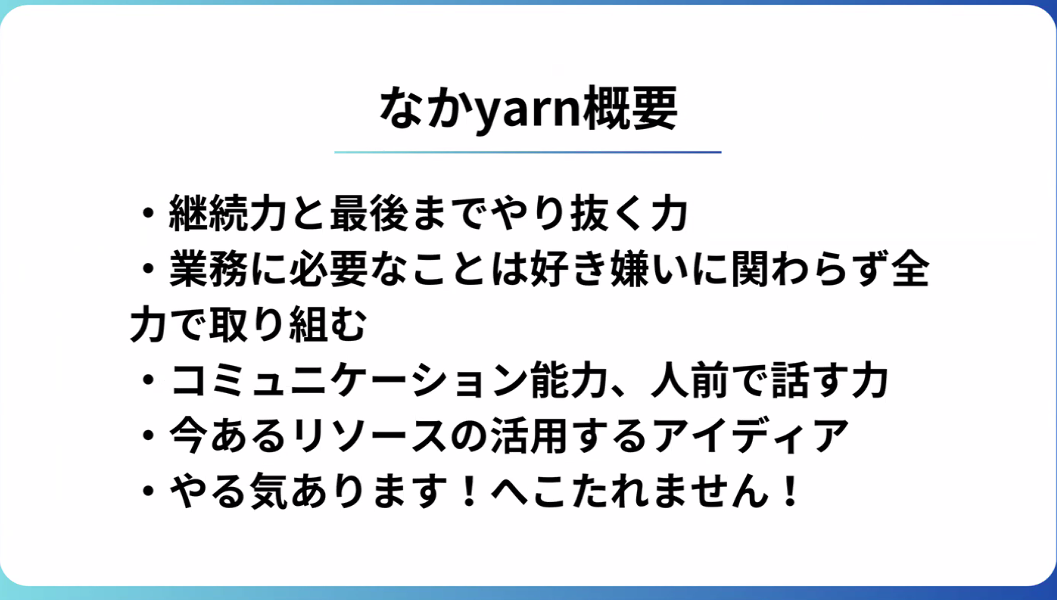 なかyarn概要
・継続力と最後までやり抜く力
・業務に必要なことは好き嫌いに関わらず全
力で取り組む
・コミュニケーション能力、人前で話す力
・今あるリソースの活用するアイディア
・やる気あります！へこたれません！